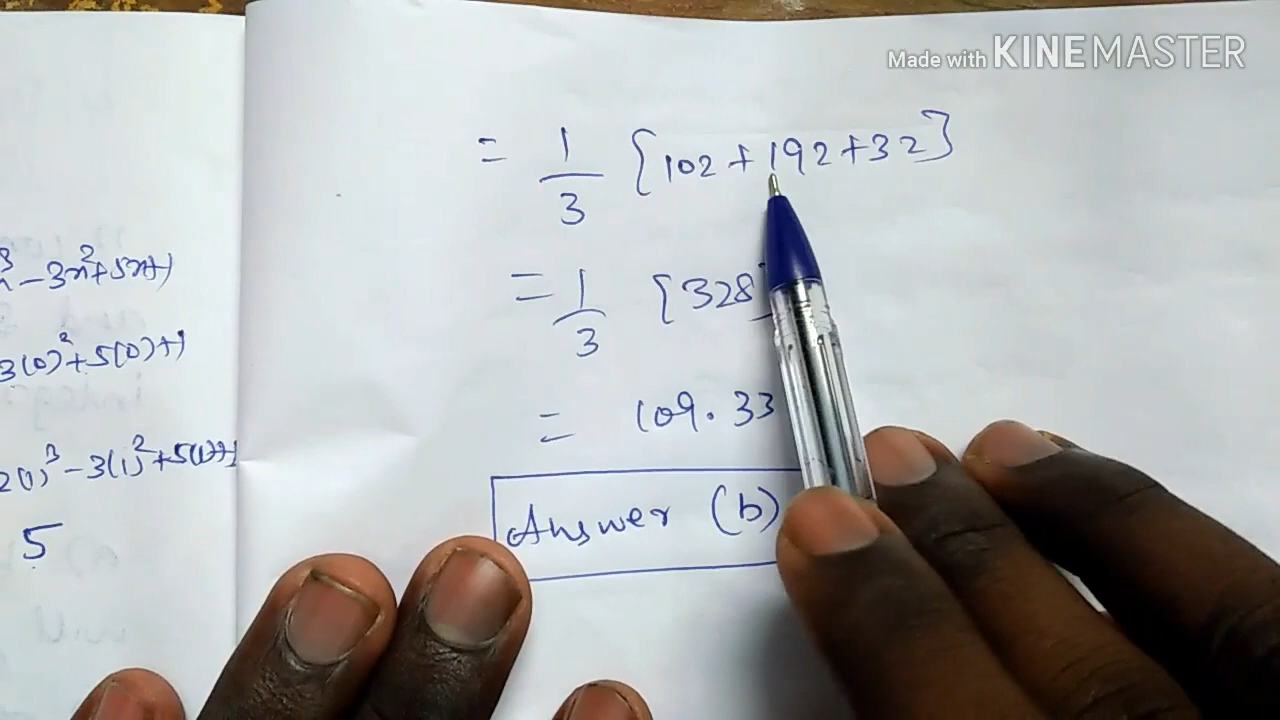 Made with KINEMASTER
= 1/3 {102 + 192 + 32}
= 1/3 {328
= 109.33
Answer (b)
³ - 3x² + 5x + 1
3(0)² + 5(0) + 1
2(1)³ - 3(1)² + 5(1) + 1
5